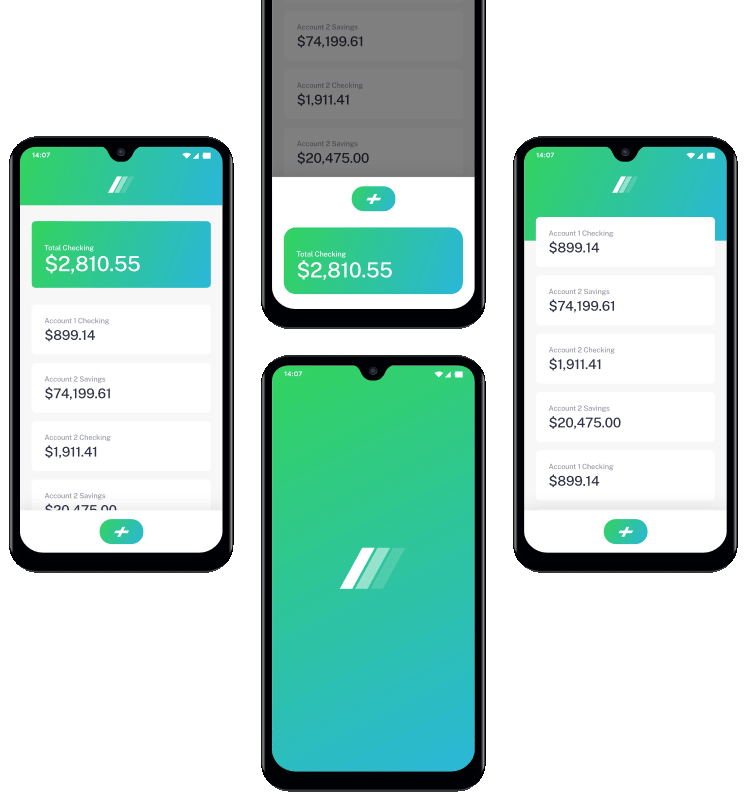 Account 2 Savings
$74,199.61
Account 2 Checking
$1,911.41
Account 2 Savings
$20,475.00
Total Checking
$2,810.55
14:07
Total Checking
$2,810.55
Account 1 Checking
$899.14
Account 2 Savings
$74,199.61
Account 2 Checking
$1,911.41
Account 2 Savings
$20,475.00
14:07
14:07
Account 1 Checking
$899.14
Account 2 Savings
$74,199.61
Account 2 Checking
$1,911.41
Account 2 Savings
$20,475.00
Account 1 Checking
$899.14